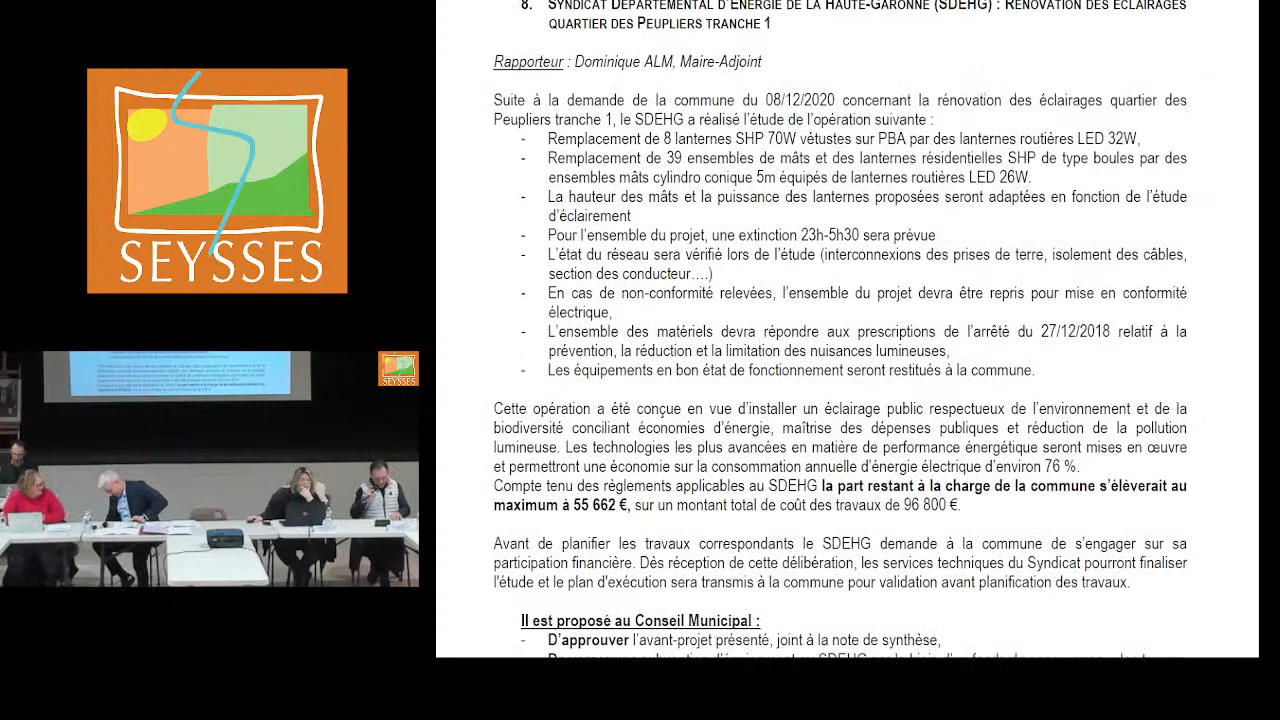 SEYSSES
SEYSSES
8. SYNDICAT DÉPARTEMENTAL D'ENERGIE DE LA HAUTE-GARONNE (SDEHG) : RÉNOVATION DES ÉCLAIRAGES
QUARTIER DES PEUPLIERS TRANCHE 1
Rapporteur : Dominique ALM, Maire-Adjoint
Suite à la demande de la commune du 08/12/2020 concernant la rénovation des éclairages quartier des
Peupliers tranche 1, le SDEHG a réalisé l'étude de l'opération suivante :
- Remplacement de 8 lanternes SHP 70W vétustes sur PBA par des lanternes routières LED 32W,
- Remplacement de 39 ensembles de mâts et des lanternes résidentielles SHP de type boules par des
ensembles mâts cylindro conique 5m équipés de lanternes routières LED 26W.
- La hauteur des mâts et la puissance des lanternes proposées seront adaptées en fonction de l'étude
d'éclairement
- Pour l'ensemble du projet, une extinction 23h-5h30 sera prévue
- L'état du réseau sera vérifié lors de l'étude (interconnexions des prises de terre, isolement des câbles,
section des conducteur….)
- En cas de non-conformité relevées, l'ensemble du projet devra être repris pour mise en conformité
électrique,
- L'ensemble des matériels devra répondre aux prescriptions de l'arrêté du 27/12/2018 relatif à la
prévention, la réduction et la limitation des nuisances lumineuses,
- Les équipements en bon état de fonctionnement seront restitués à la commune.
Cette opération a été conçue en vue d'installer un éclairage public respectueux de l'environnement et de la
biodiversité conciliant économies d'énergie, maîtrise des dépenses publiques et réduction de la pollution
lumineuse. Les technologies les plus avancées en matière de performance énergétique seront mises en œuvre
et permettront une économie sur la consommation annuelle d'énergie électrique d'environ 76 %.
Compte tenu des règlements applicables au SDEHG la part restant à la charge de la commune s'élèverait au
maximum à 55 662 €, sur un montant total de coût des travaux de 96 800 €.
Avant de planifier les travaux correspondants le SDEHG demande à la commune de s'engager sur sa
participation financière. Dès réception de cette délibération, les services techniques du Syndicat pourront finaliser
l'étude et le plan d'exécution sera transmis à la commune pour validation avant planification des travaux.
Il est proposé au Conseil Municipal :
- D'approuver l'avant-projet présenté, joint à la note de synthèse,